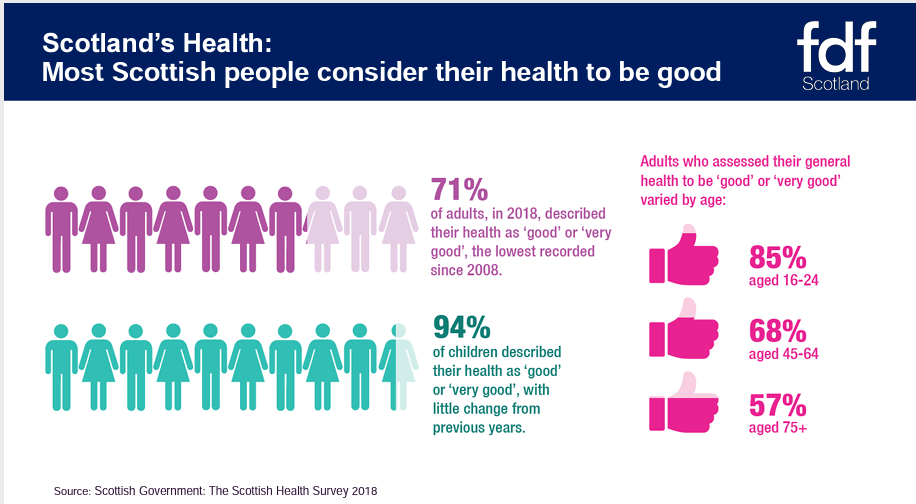 Scotland's Health:
Most Scottish people consider their health to be good
fdf
Scotland
71%
of adults, in 2018, described
their health as 'good' or 'very
good', the lowest recorded
since 2008.
94%
of children described
their health as 'good'
or 'very good', with
little change from
previous years.
Adults who assessed their general
health to be 'good' or 'very good'
varied by age:
85%
aged 16-24
68%
aged 45-64
57%
aged 75+
Source: Scottish Government: The Scottish Health Survey 2018